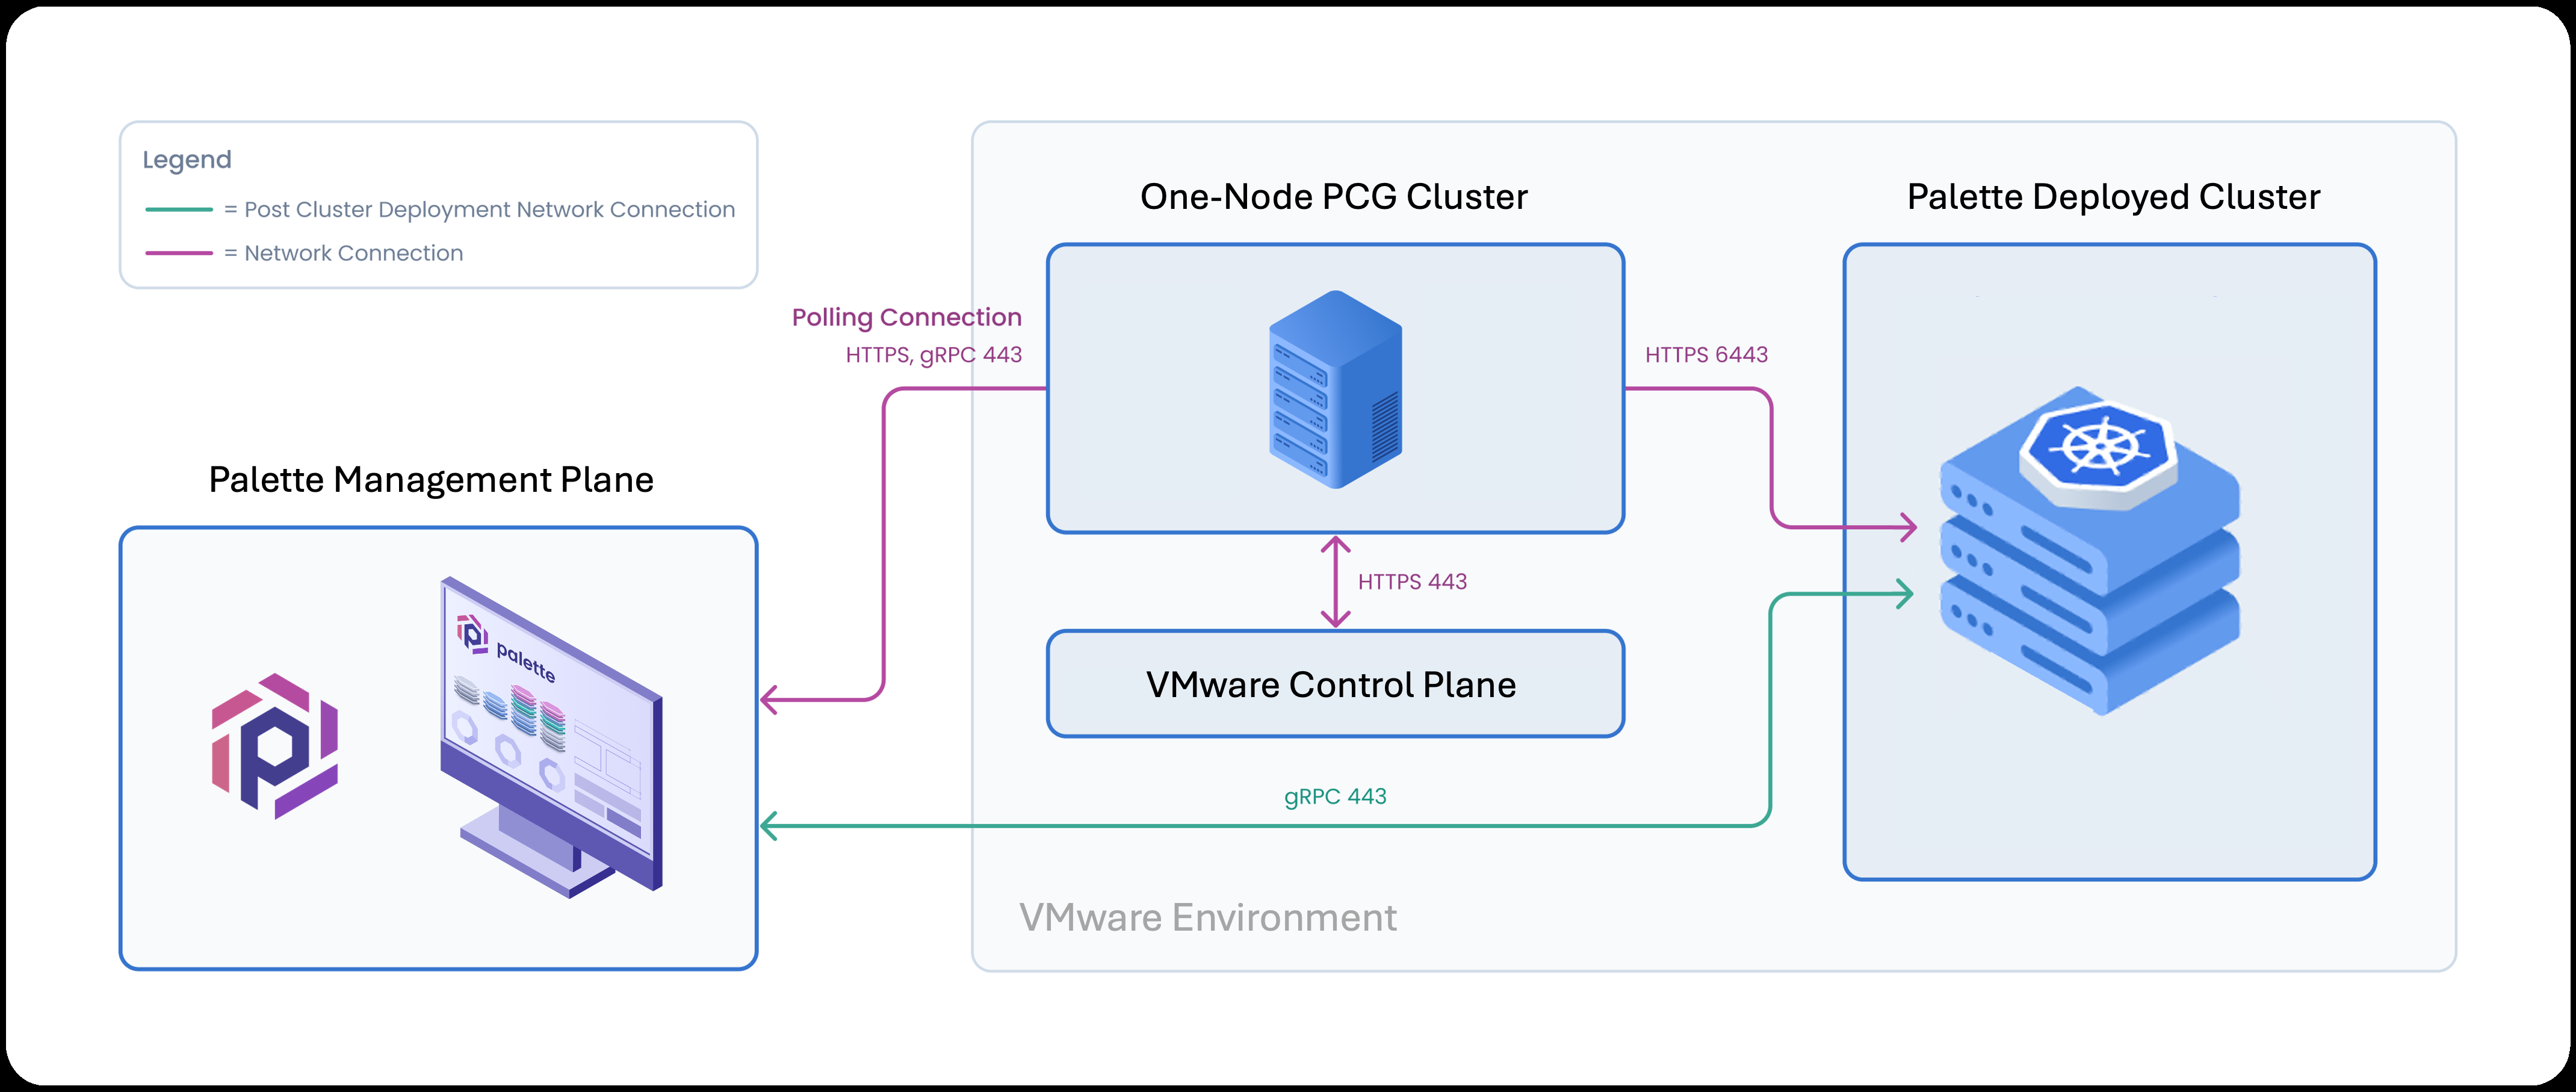 Legend
= Post Cluster Deployment Network Connection
= Network Connection
One-Node PCG Cluster
Palette Deployed Cluster
Polling Connection
HTTPS, gRPC 443
HTTPS 6443
Palette Management Plane
palette
HTTPS 443
VMware Control Plane
gRPC 443
VMware Environment